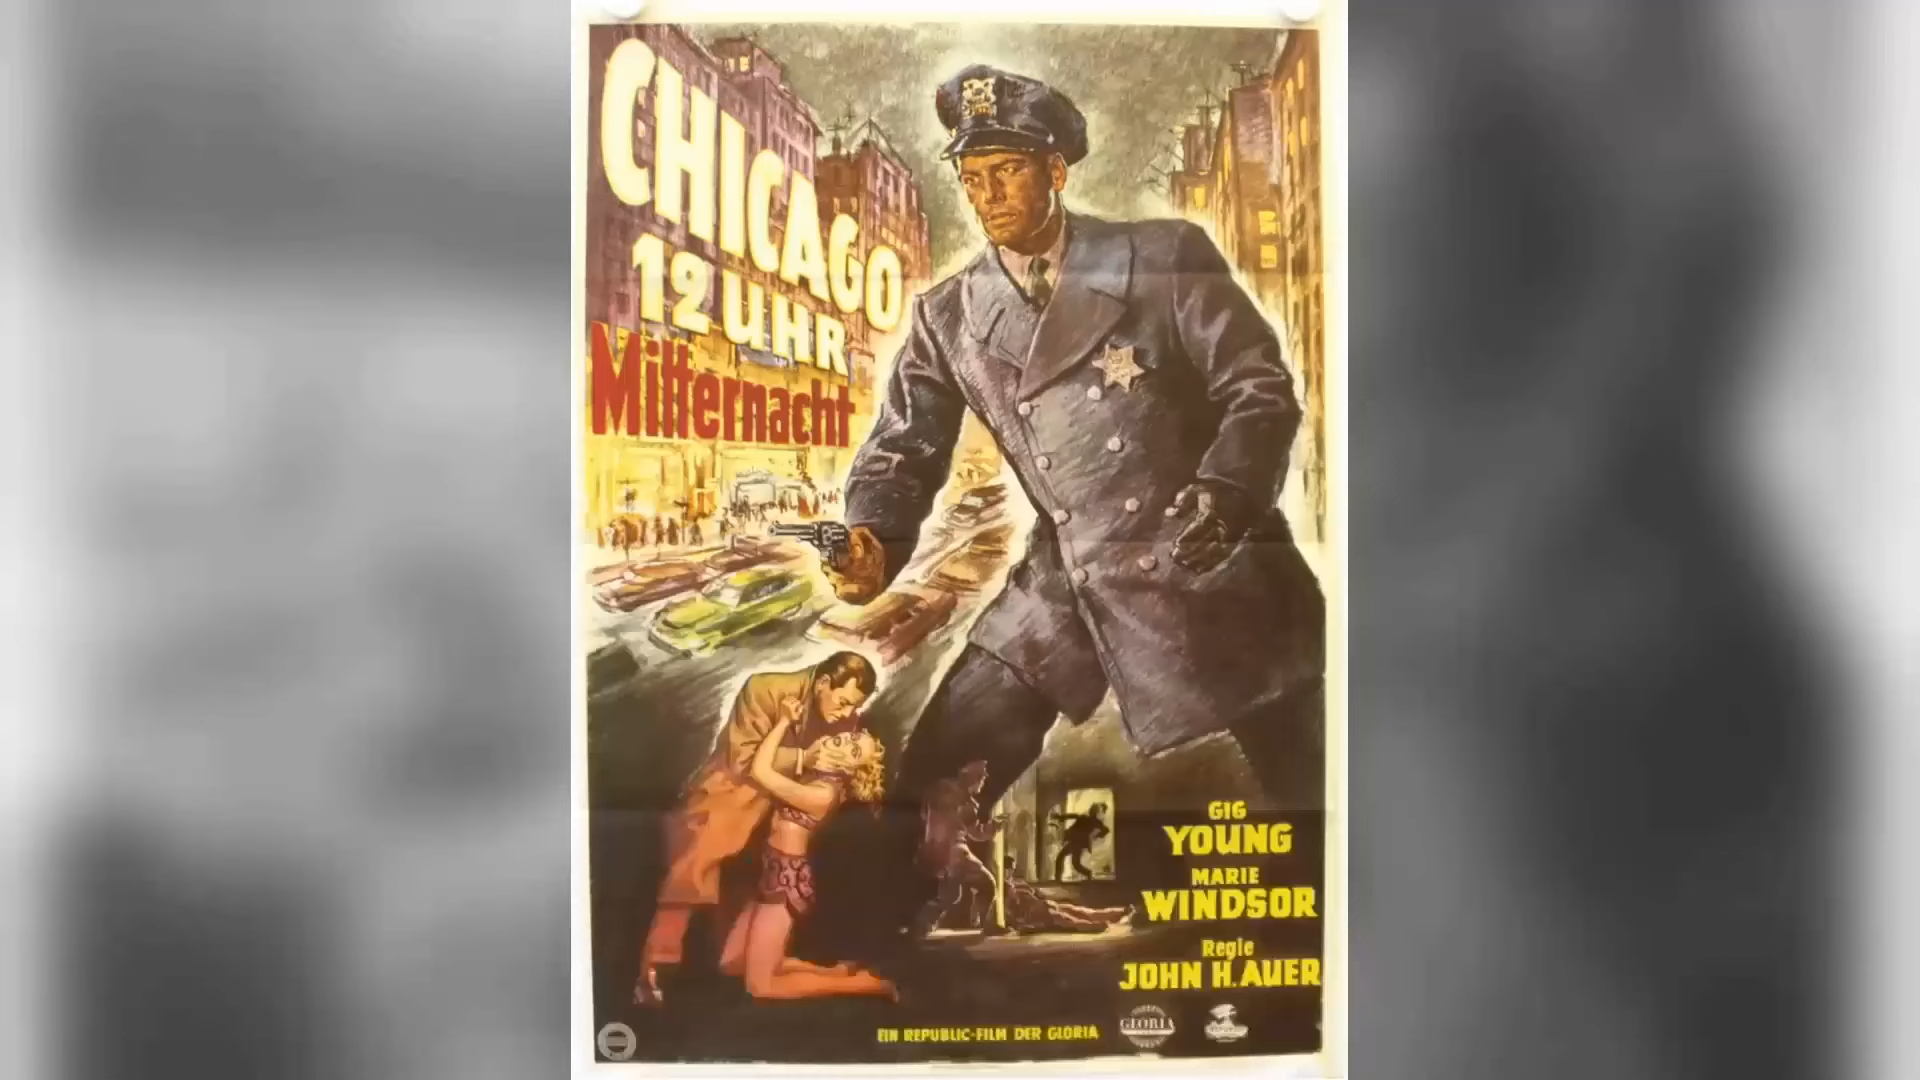 CHICAGO
12 UHR
Mitternacht
GIG
YOUNG
MARIE
WINDSOR
Regie
JOHN H. AUER
EIN REPUBLIC-FILM DER GLORIA
GLORIA